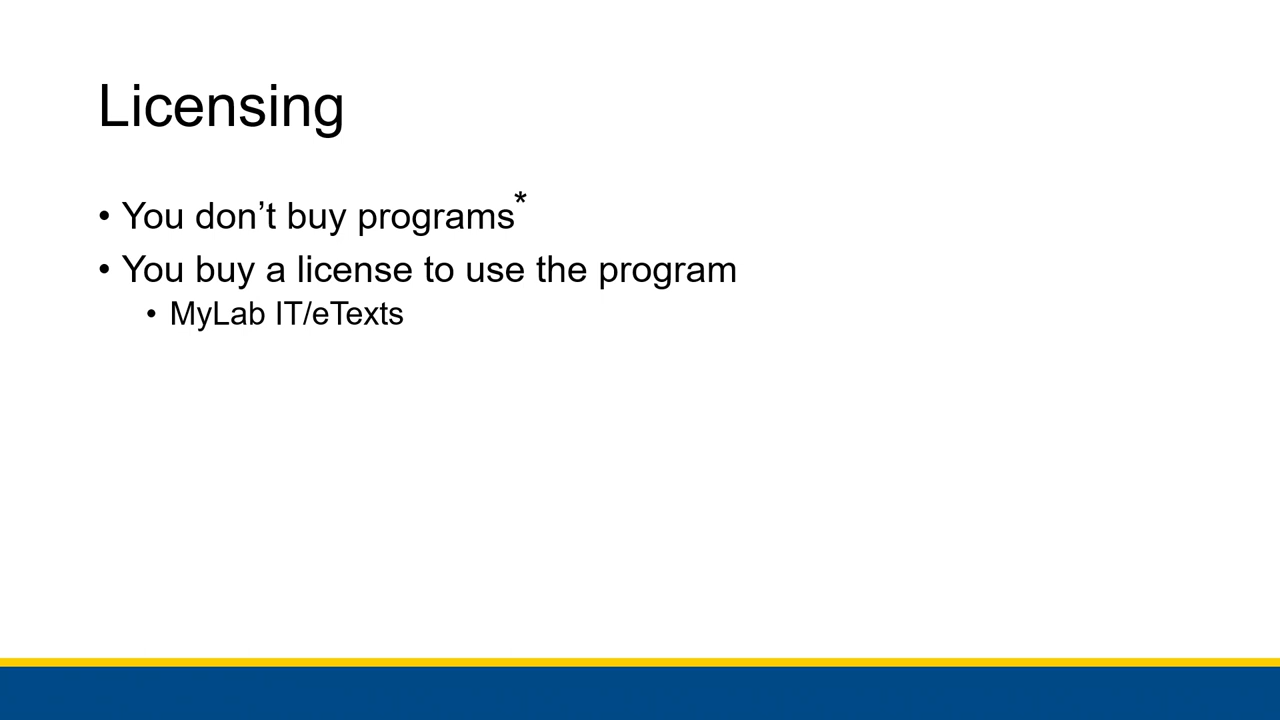 Licensing
• You don’t buy programs*
• You buy a license to use the program
• MyLab IT/eTexts